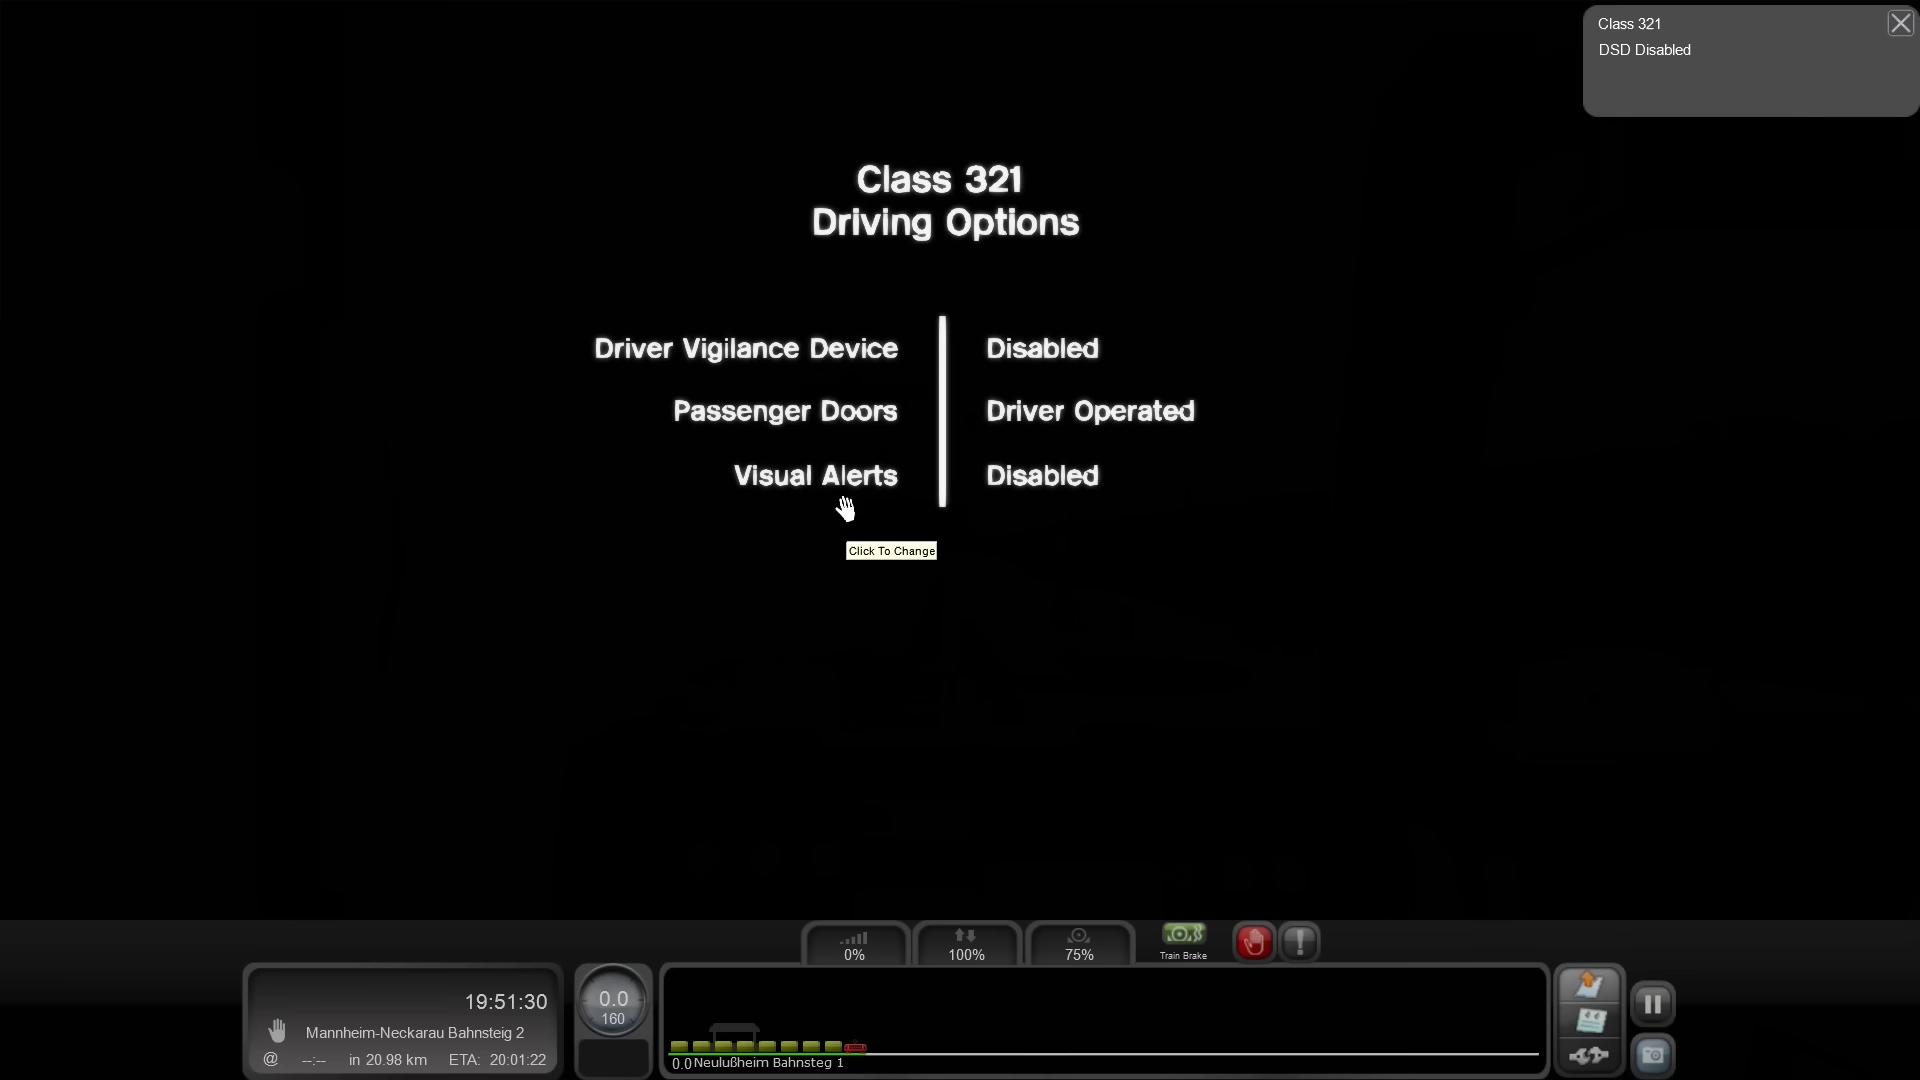 Class 321
DSD Disabled
Class 321
Driving Options
Driver Vigilance Device Disabled
Passenger Doors Driver Operated
Visual Alerts Disabled
Click To Change
0%
100%
75%
Train Brake
19:51:30
Mannheim-Neckarau Bahnsteig 2
@ --:-- in 20.98 km ETA: 20:01:22
0.0
160
0.0 Neulußheim Bahnsteg 1